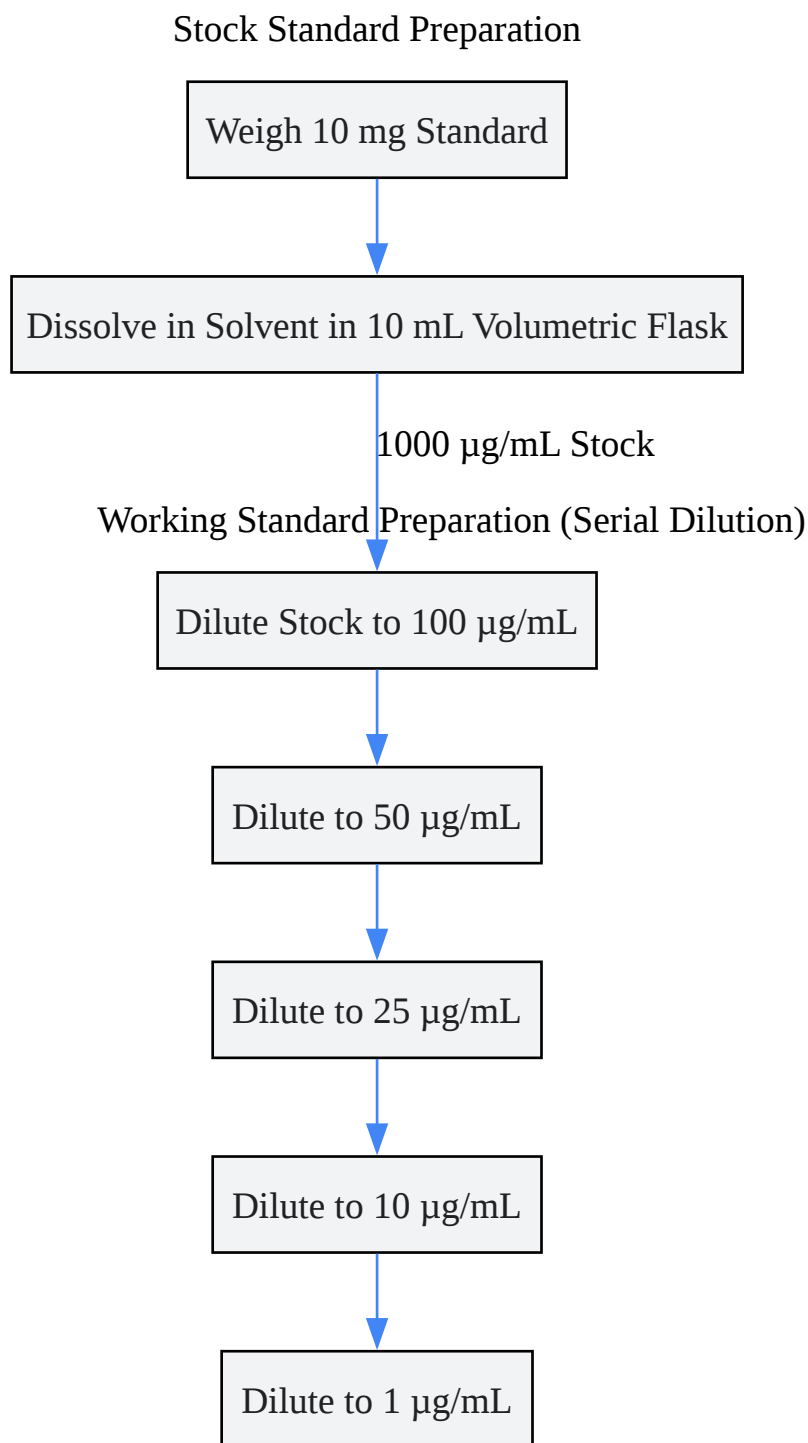 Stock Standard Preparation
Weigh 10 mg Standard
Dissolve in Solvent in 10 mL Volumetric Flask
1000 µg/mL Stock
Working Standard Preparation (Serial Dilution)
Dilute Stock to 100 µg/mL
Dilute to 50 µg/mL
Dilute to 25 µg/mL
Dilute to 10 µg/mL
Dilute to 1 µg/mL